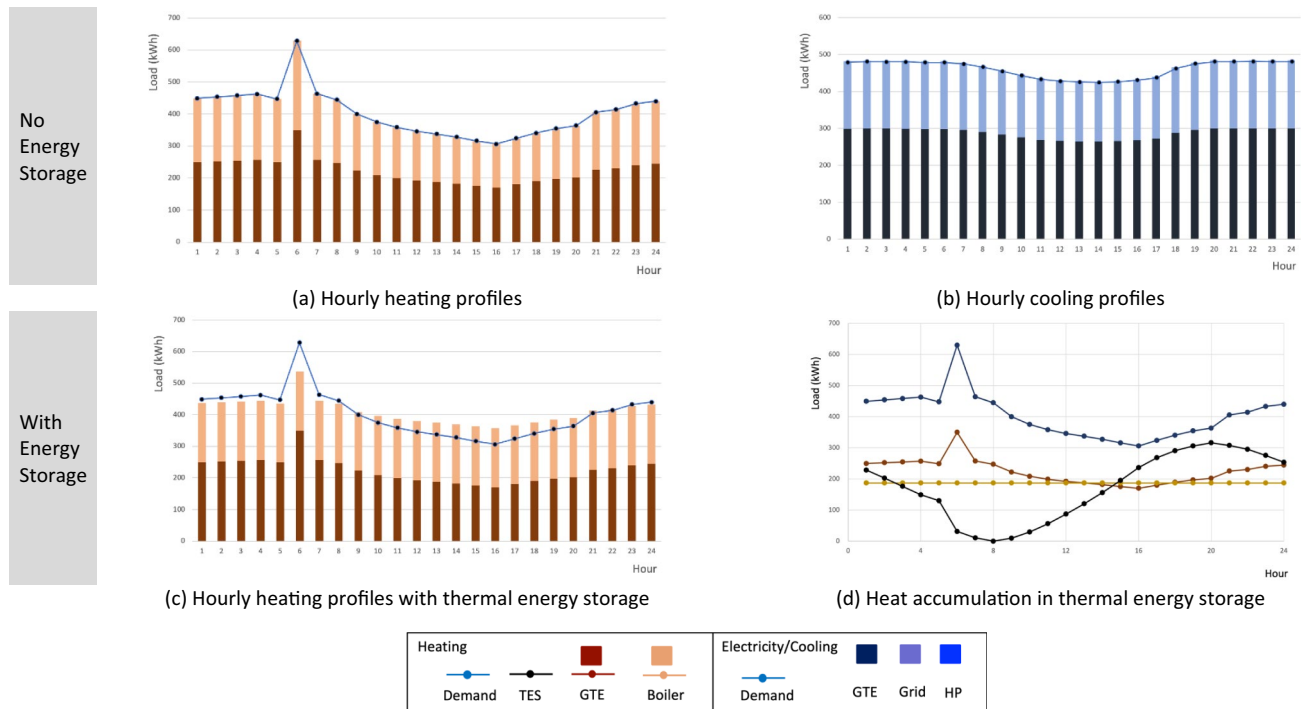 No
Energy
Storage
Load (kWh)
700
600
500
400
300
200
100
0
1 2 3 4 5 6 7 8 9 10 11 12 13 14 15 16 17 18 19 20 21 22 23 24
Hour
(a) Hourly heating profiles
Load (kWh)
600
500
400
300
200
100
0
1 2 3 4 5 6 7 8 9 10 11 12 13 14 15 16 17 18 19 20 21 22 23 24
Hour
(b) Hourly cooling profiles
With
Energy
Storage
Load (kWh)
700
600
500
400
300
200
100
0
1 2 3 4 5 6 7 8 9 10 11 12 13 14 15 16 17 18 19 20 21 22 23 24
Hour
(c) Hourly heating profiles with thermal energy storage
Load (kWh)
700
600
500
400
300
200
100
0
0 4 8 12 16 20 24
Hour
(d) Heat accumulation in thermal energy storage
Heating
Demand TES GTE Boiler
Electricity/Cooling
Demand GTE Grid HP